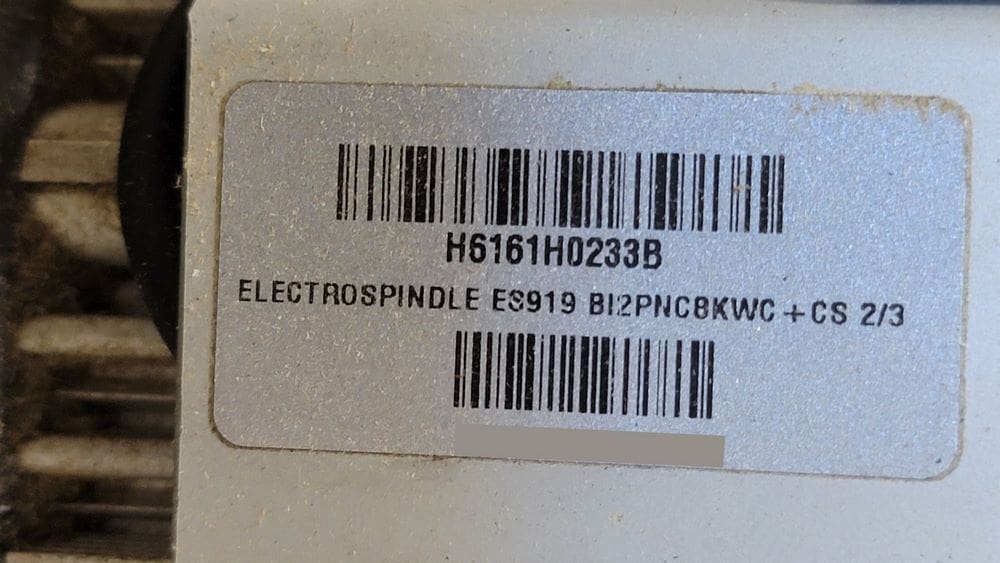 H6161H0233B
ELECTROSPINDLE ES919 BI2PNC8KWC+CS 2/3